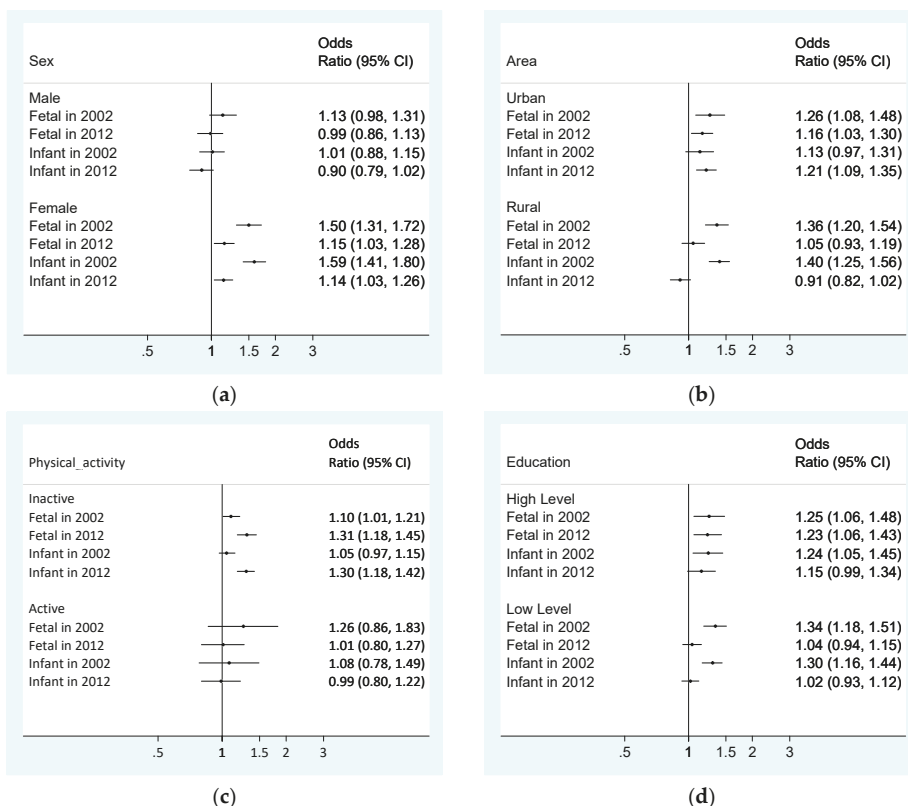 Odds
Sex Ratio (95% CI)
Male
Fetal in 2002 1.13 (0.98, 1.31)
Fetal in 2012 0.99 (0.86, 1.13)
Infant in 2002 1.01 (0.88, 1.15)
Infant in 2012 0.90 (0.79, 1.02)
Female
Fetal in 2002 1.50 (1.31, 1.72)
Fetal in 2012 1.15 (1.03, 1.28)
Infant in 2002 1.59 (1.41, 1.80)
Infant in 2012 1.14 (1.03, 1.26)
.5 1 1.5 2 3
(a)
Odds
Area Ratio (95% CI)
Urban
Fetal in 2002 1.26 (1.08, 1.48)
Fetal in 2012 1.16 (1.03, 1.30)
Infant in 2002 1.13 (0.97, 1.31)
Infant in 2012 1.21 (1.09, 1.35)
Rural
Fetal in 2002 1.36 (1.20, 1.54)
Fetal in 2012 1.05 (0.93, 1.19)
Infant in 2002 1.40 (1.25, 1.56)
Infant in 2012 0.91 (0.82, 1.02)
.5 1 1.5 2 3
(b)
Odds
Physical_activity Ratio (95% CI)
Inactive
Fetal in 2002 1.10 (1.01, 1.21)
Fetal in 2012 1.31 (1.18, 1.45)
Infant in 2002 1.05 (0.97, 1.15)
Infant in 2012 1.30 (1.18, 1.42)
Active
Fetal in 2002 1.26 (0.86, 1.83)
Fetal in 2012 1.01 (0.80, 1.27)
Infant in 2002 1.08 (0.78, 1.49)
Infant in 2012 0.99 (0.80, 1.22)
.5 1 1.5 2 3
(c)
Odds
Education Ratio (95% CI)
High Level
Fetal in 2002 1.25 (1.06, 1.48)
Fetal in 2012 1.23 (1.06, 1.43)
Infant in 2002 1.24 (1.05, 1.45)
Infant in 2012 1.15 (0.99, 1.34)
Low Level
Fetal in 2002 1.34 (1.18, 1.51)
Fetal in 2012 1.04 (0.94, 1.15)
Infant in 2002 1.30 (1.16, 1.44)
Infant in 2012 1.02 (0.93, 1.12)
.5 1 1.5 2 3
(d)